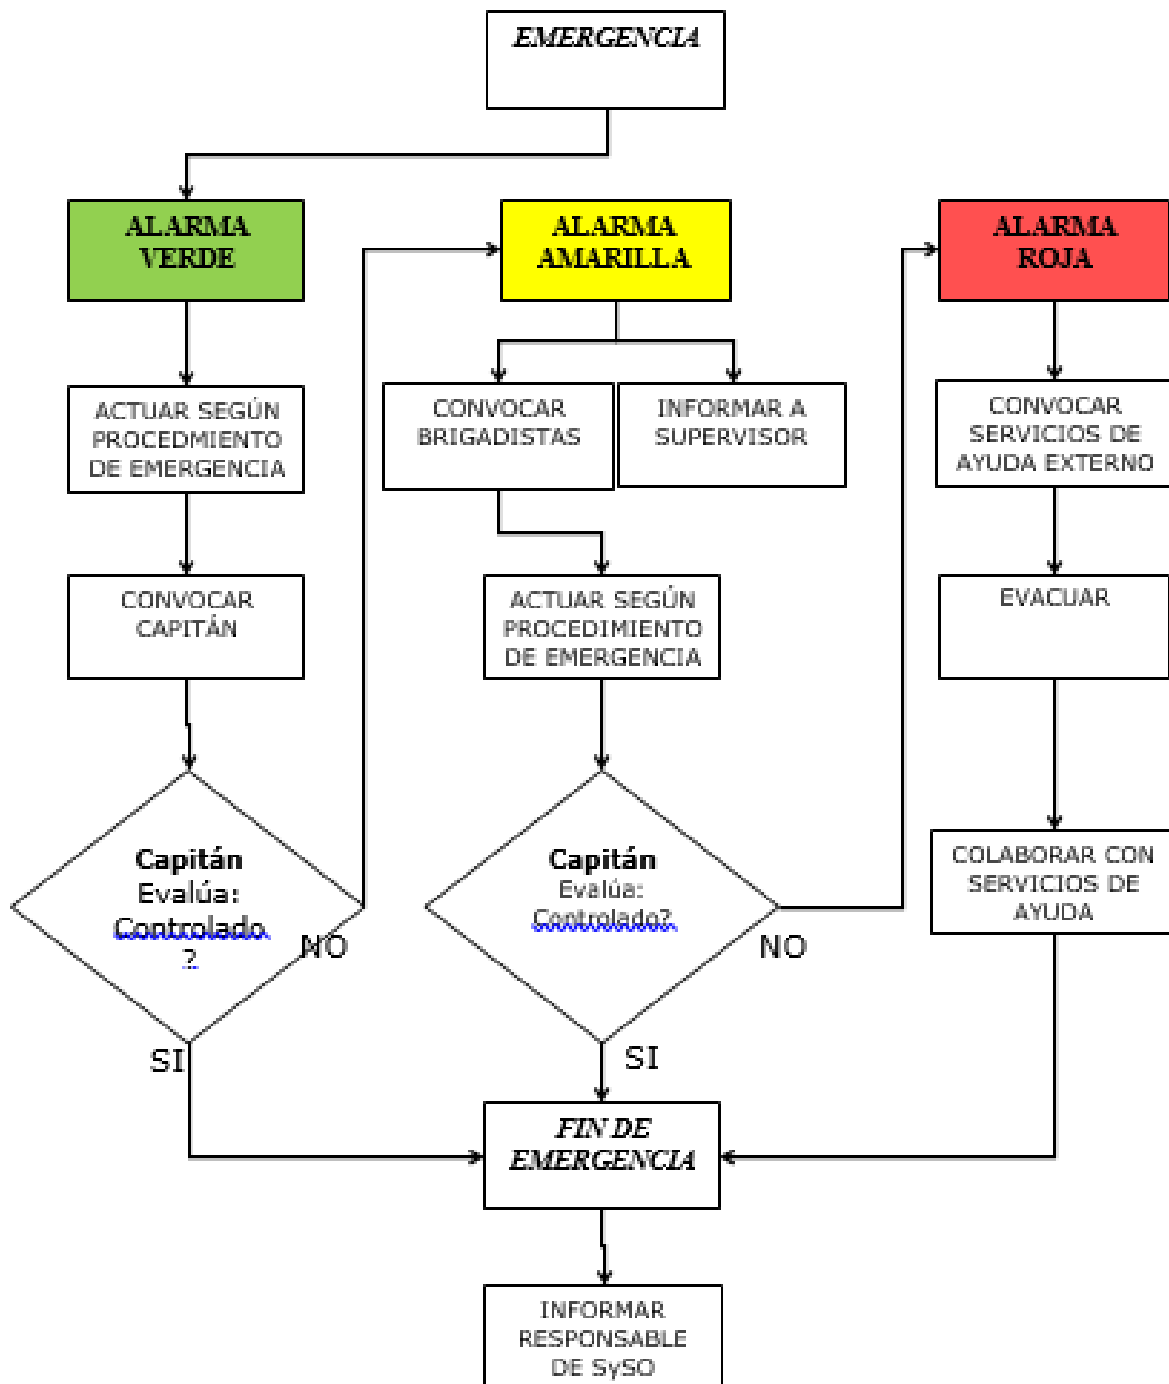 EMERGENCIA
ALARMA
VERDE
ALARMA
AMARILLA
ALARMA
ROJA
ACTUAR SEGÚN
PROCEDMIENTO
DE EMERGENCIA
CONVOCAR
BRIGADISTAS
INFORMAR A
SUPERVISOR
CONVOCAR
SERVICIOS DE
AYUDA EXTERNO
CONVOCAR
CAPITÁN
ACTUAR SEGÚN
PROCEDIMIENTO
DE EMERGENCIA
EVACUAR
Capitán
Evalúa:
Controlado
?
NO
SI
Capitán
Evalúa:
Controlado?
NO
SI
COLABORAR CON
SERVICIOS DE
AYUDA
FIN DE
EMERGENCIA
INFORMAR
RESPONSABLE
DE SySO